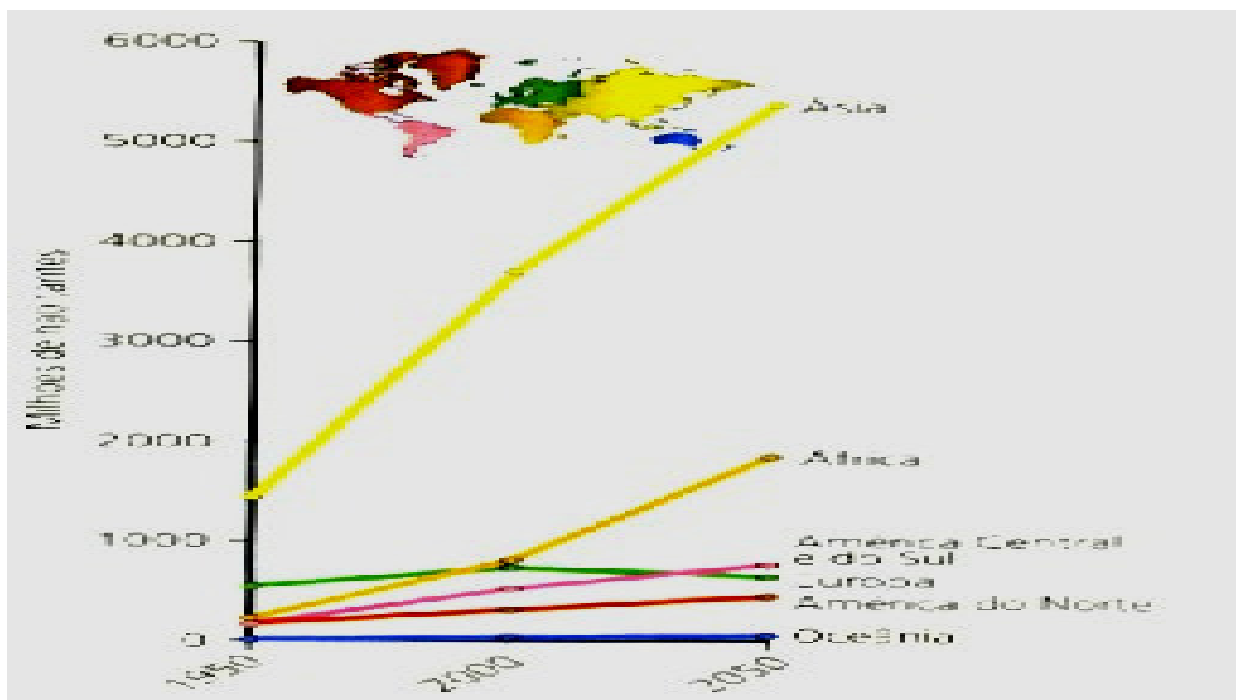 6000
5000
4000
3000
2000
1000
0
Milhões de habitantes
1950
2000
2050
Ásia
África
América Central
e do Sul
Europa
América do Norte
Oceânia